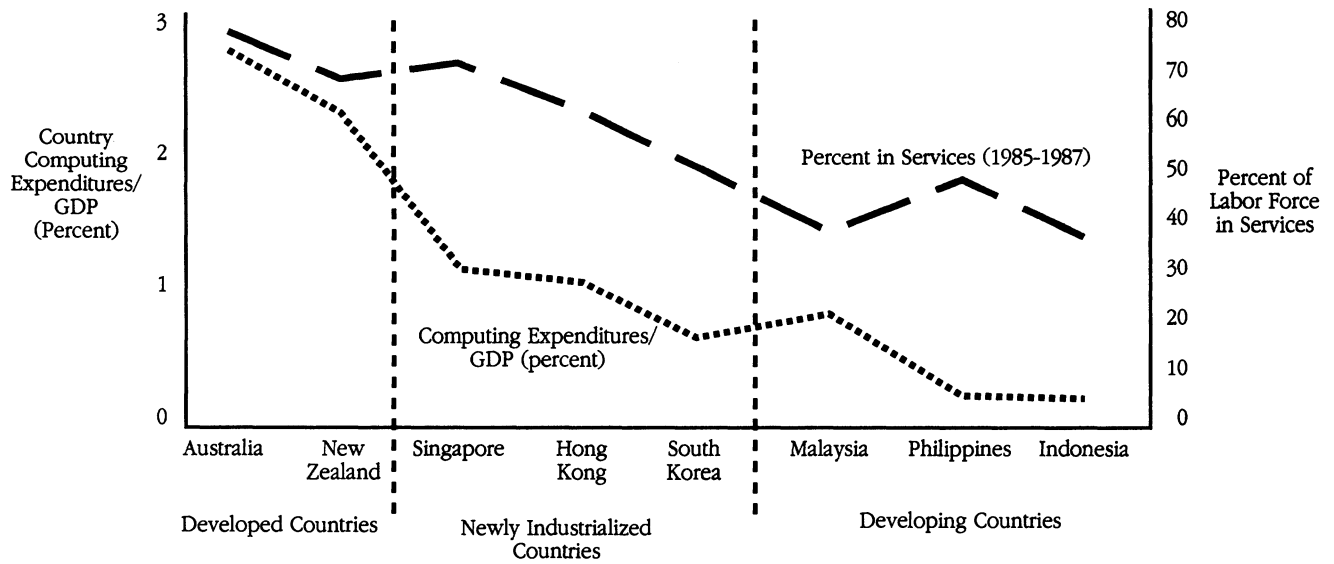 3
2
1
0
Country
Computing
Expenditures/
GDP
(Percent)
Percent in Services (1985-1987)
Computing Expenditures/
GDP (percent)
80
70
60
50
40
30
20
10
0
Percent of
Labor Force
in Services
Australia
New
Zealand
Singapore
Hong
Kong
South
Korea
Malaysia
Philippines
Indonesia
Developed Countries
Newly Industrialized
Countries
Developing Countries